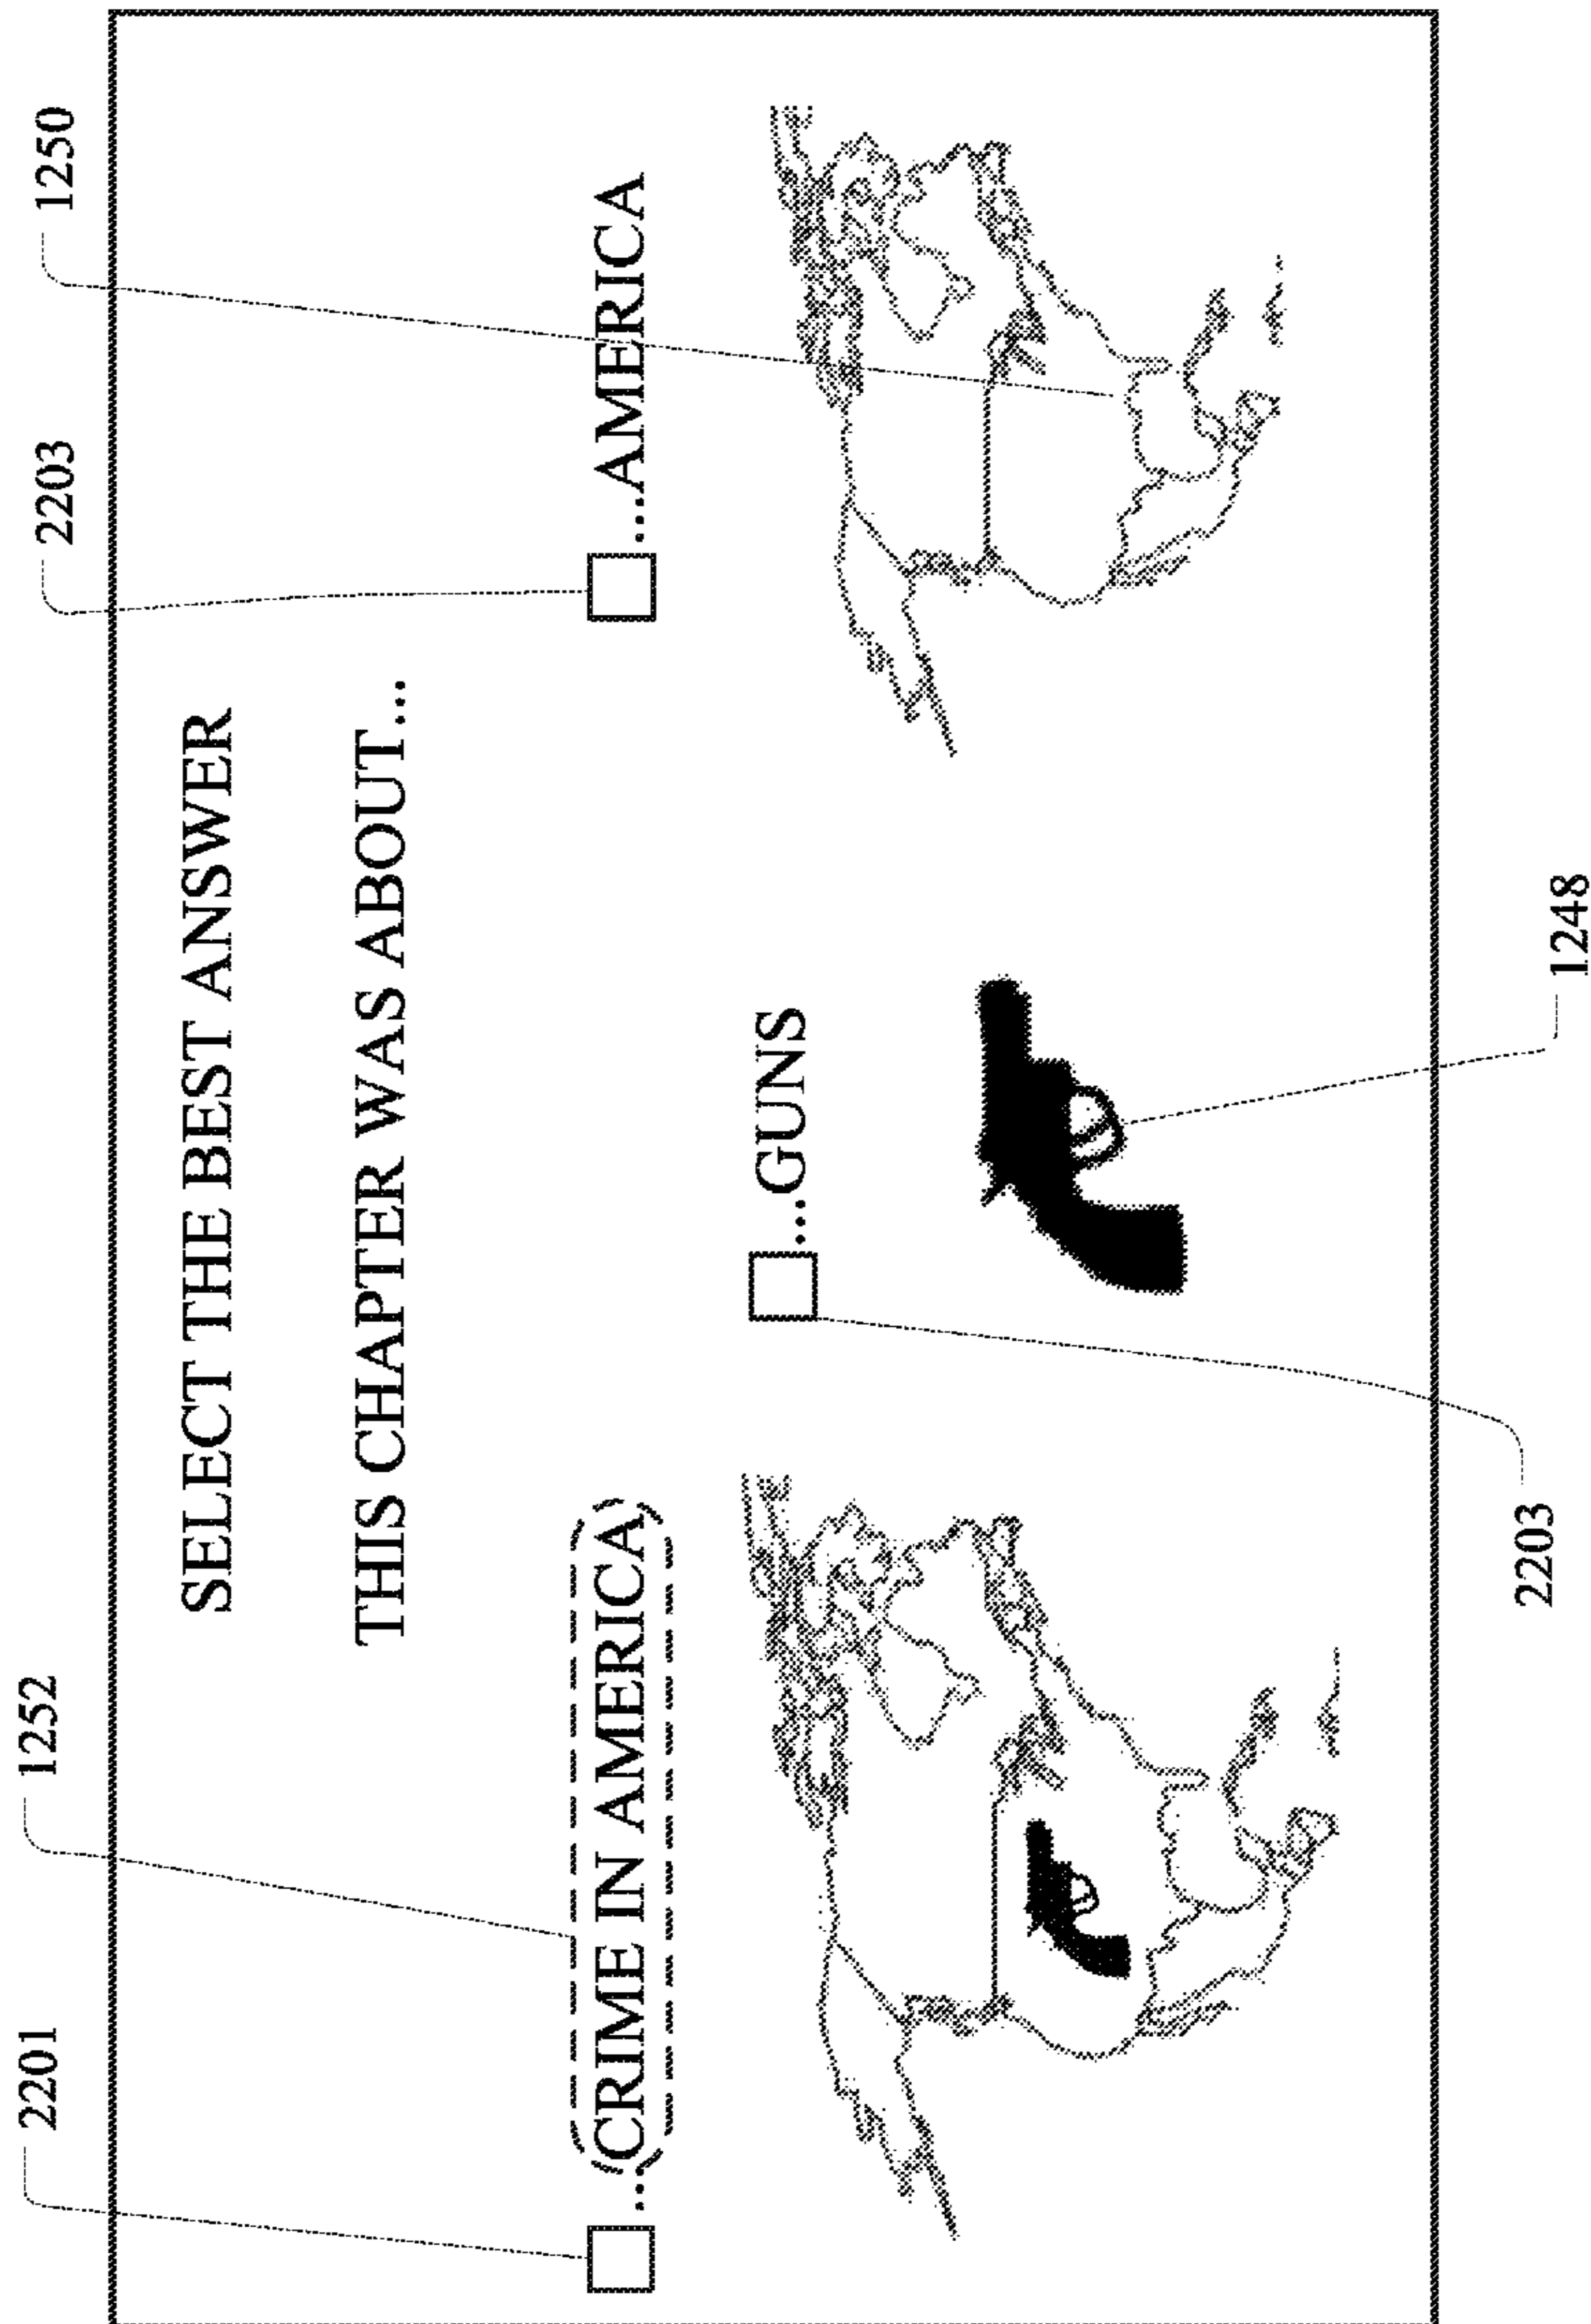 2201
1252
2203
1250
SELECT THE BEST ANSWER
THIS CHAPTER WAS ABOUT...
...CRIME IN AMERICA
...AMERICA
...GUNS
2203
1248